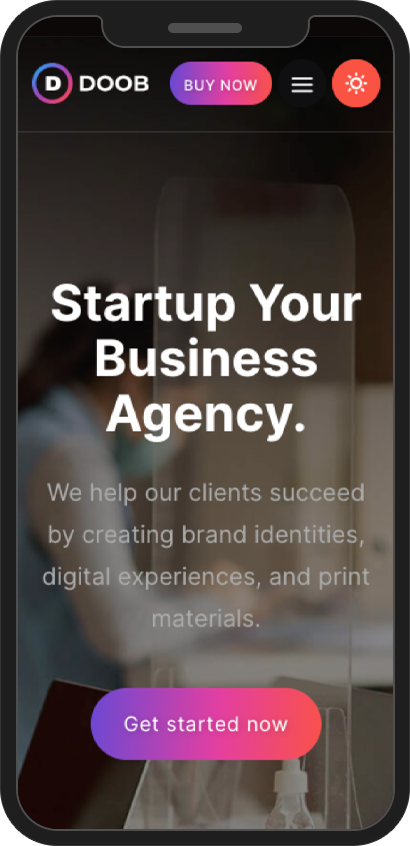 D DOOB BUY NOW
Startup Your
Business
Agency.
We help our clients succeed
by creating brand identities,
digital experiences, and print
materials.
Get started now